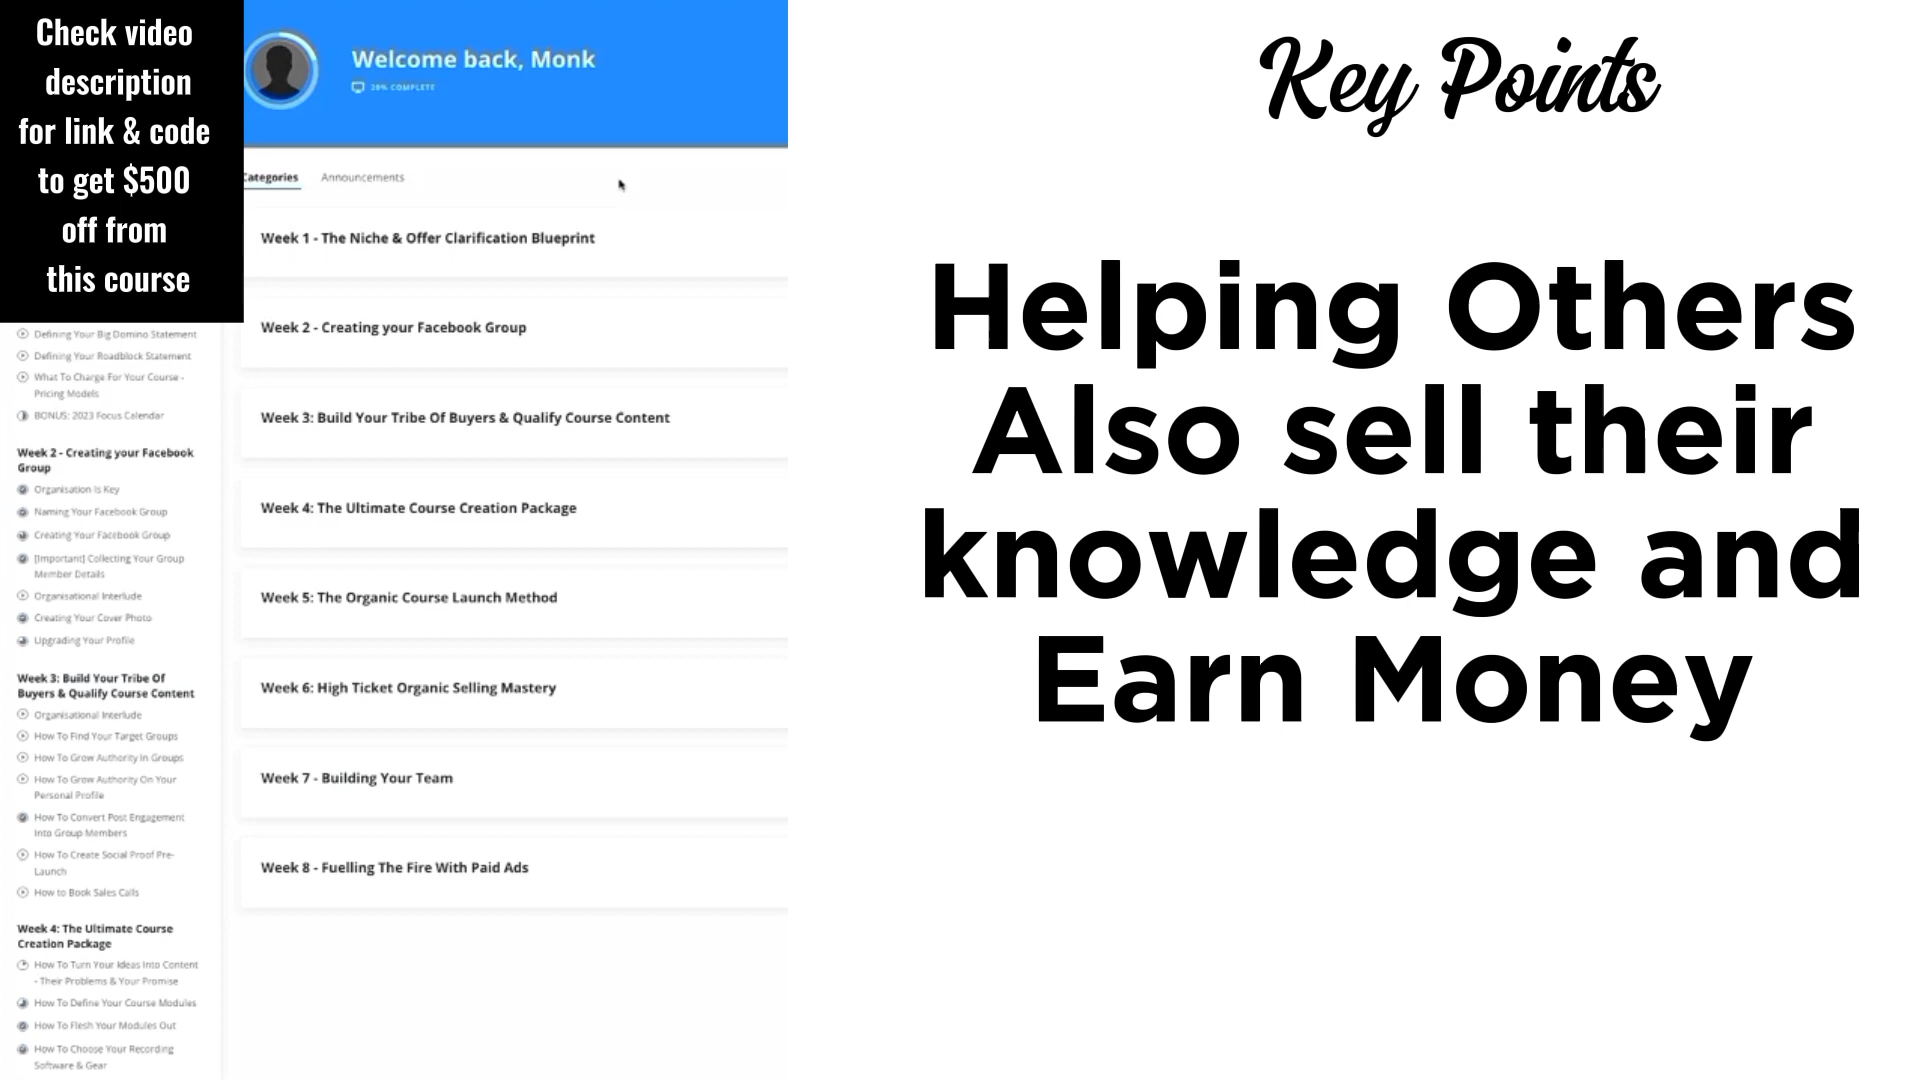 Check video
description
for link & code
to get $500
off from
this course
Defining Your Big Domino Statement
Defining Your Roadblock Statement
What To Charge For Your Course -
Pricing Models
BONUS: 2023 Focus Calendar
Week 2 - Creating your Facebook
Group
Organisation Is Key
Naming Your Facebook Group
Creating Your Facebook Group
[Important] Collecting Your Group
Member Details
Organisational Interlude
Creating Your Cover Photo
Upgrading Your Profile
Week 3: Build Your Tribe Of
Buyers & Qualify Course Content
Organisational Interlude
How To Find Your Target Groups
How To Grow Authority In Groups
How To Grow Authority On Your
Personal Profile
How To Convert Post Engagement
Into Group Members
How To Create Social Proof Pre-
Launch
How to Book Sales Calls
Week 4: The Ultimate Course
Creation Package
How To Turn Your Ideas Into Content
- Their Problems & Your Promise
How To Define Your Course Modules
How To Flesh Your Modules Out
How To Choose Your Recording
Software & Gear
Welcome back, Monk
20% COMPLETE
Categories Announcements
Week 1 - The Niche & Offer Clarification Blueprint
Week 2 - Creating your Facebook Group
Week 3: Build Your Tribe Of Buyers & Qualify Course Content
Week 4: The Ultimate Course Creation Package
Week 5: The Organic Course Launch Method
Week 6: High Ticket Organic Selling Mastery
Week 7 - Building Your Team
Week 8 - Fuelling The Fire With Paid Ads
Key Points
Helping Others
Also sell their
knowledge and
Earn Money